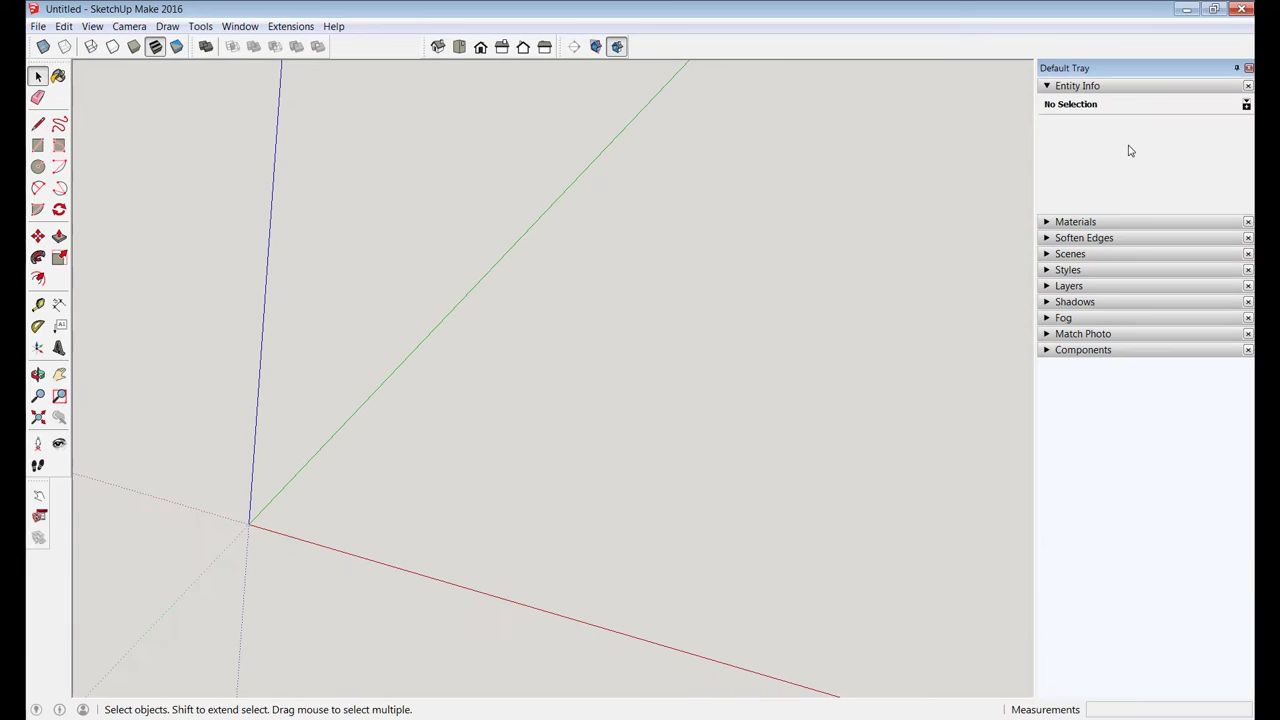 Untitled - SketchUp Make 2016
File Edit View Camera Draw Tools Window Extensions Help
Default Tray
Entity Info
No Selection
Materials
Soften Edges
Scenes
Styles
Layers
Shadows
Fog
Match Photo
Components
A1
Select objects. Shift to extend select. Drag mouse to select multiple.
Measurements